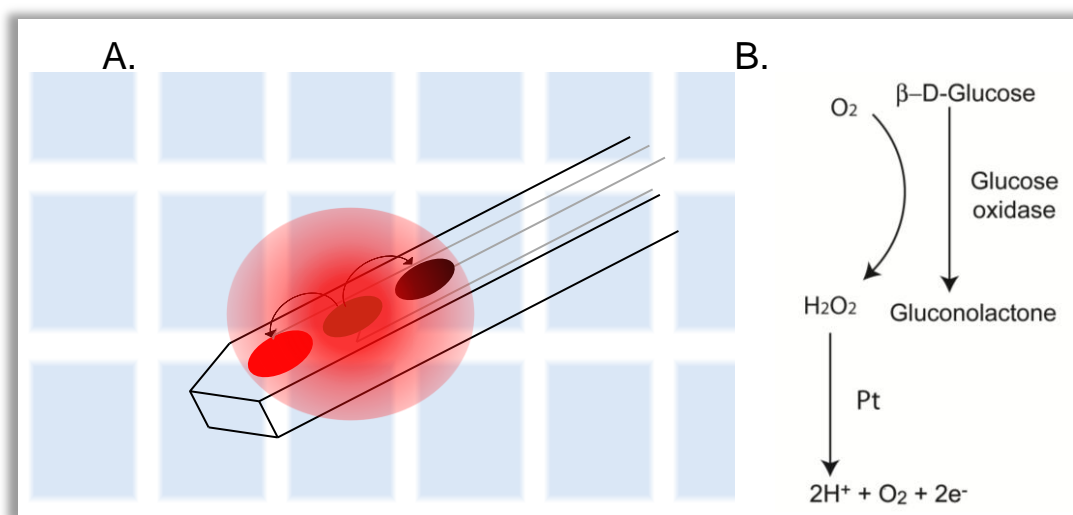 A.
B.
O2
β–D-Glucose
Glucose
oxidase
H2O2
Gluconolactone
Pt
2H+ + O2 + 2e-